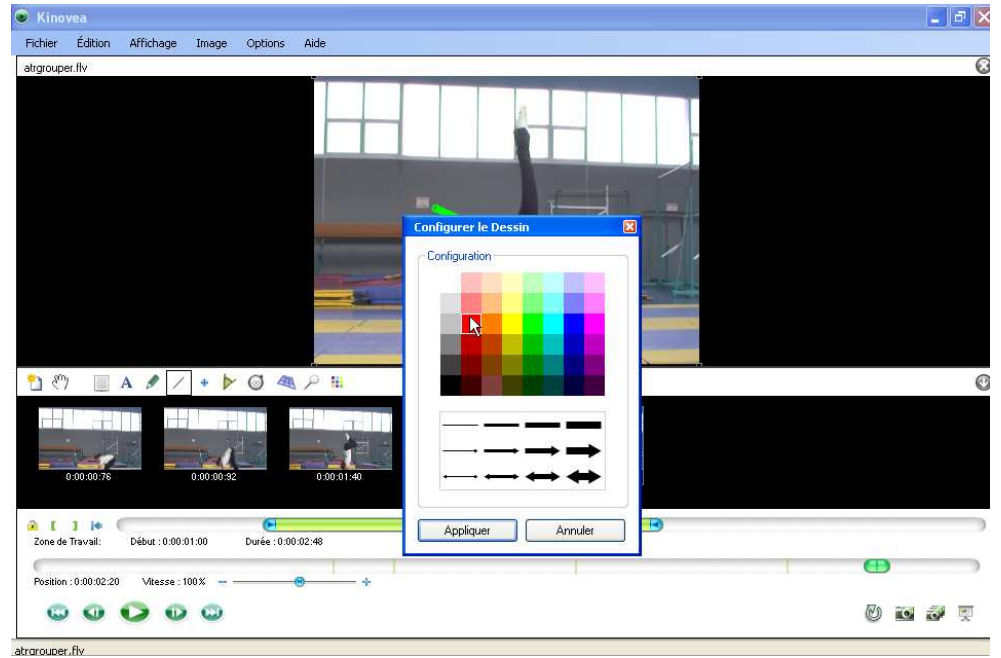 Kinovea
Fichier Édition Affichage Image Options Aide
atrgrouper.flv
Configurer le Dessin
Configuration
A
0:00:00:76
0:00:00:92
0:00:01:40
Appliquer
Annuler
Zone de Travail: Début : 0:00:01:00 Durée : 0:00:02:48
Position : 0:00:02:20 Vitesse : 100%
atrgrouper.flv